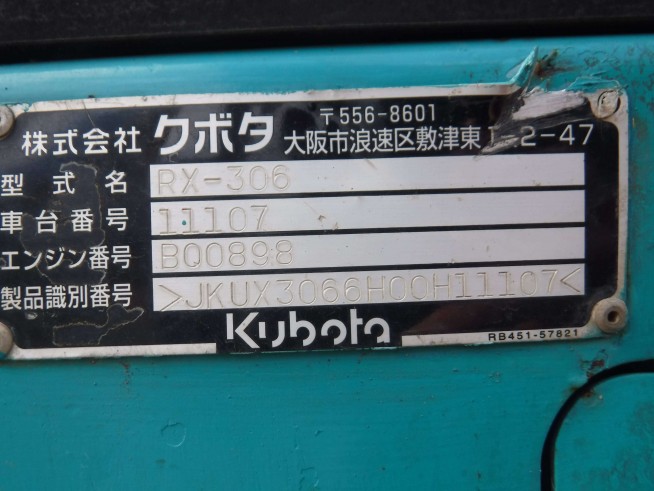 〒556-8601
株式会社 クボタ 大阪市浪速区敷津東 -2-47
型式名 RX-306
車台番号 11107
エンジン番号 BQ0898
製品識別番号 >JKUX3066H00H11107<
Kubota
RB451-57821